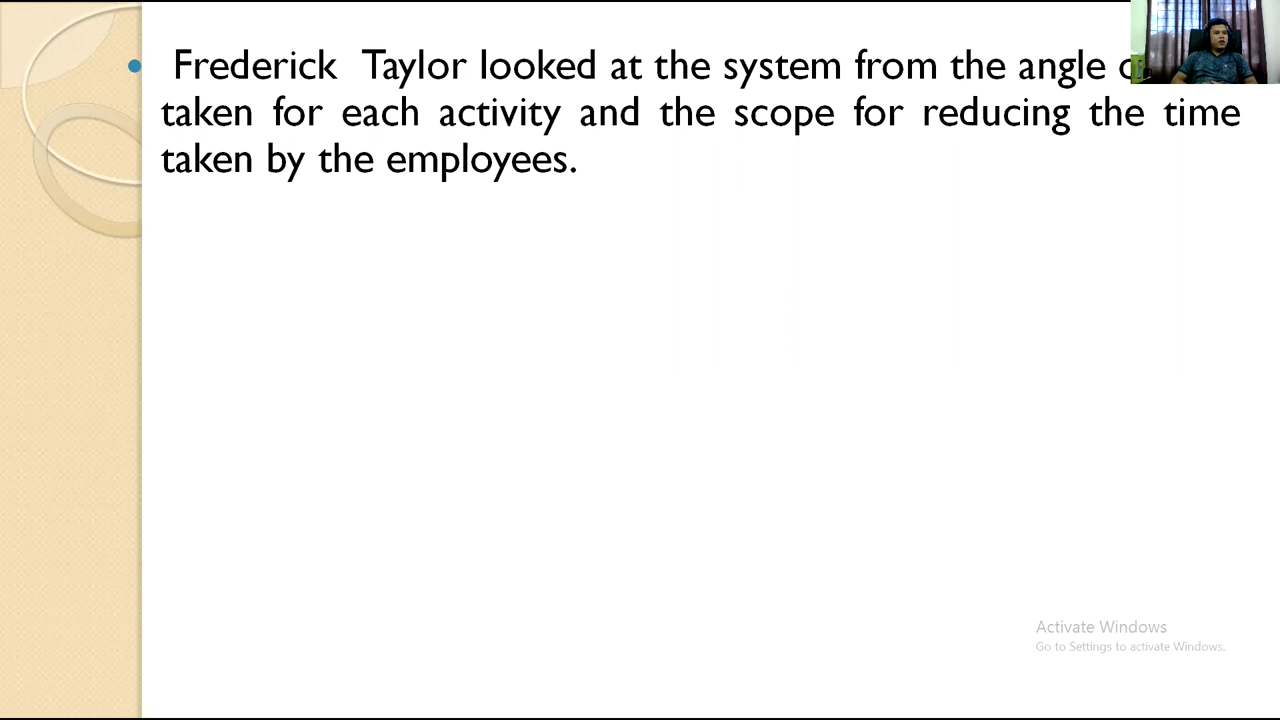 Frederick Taylor looked at the system from the angle
taken for each activity and the scope for reducing the time
taken by the employees.
Activate Windows
Go to Settings to activate Windows.